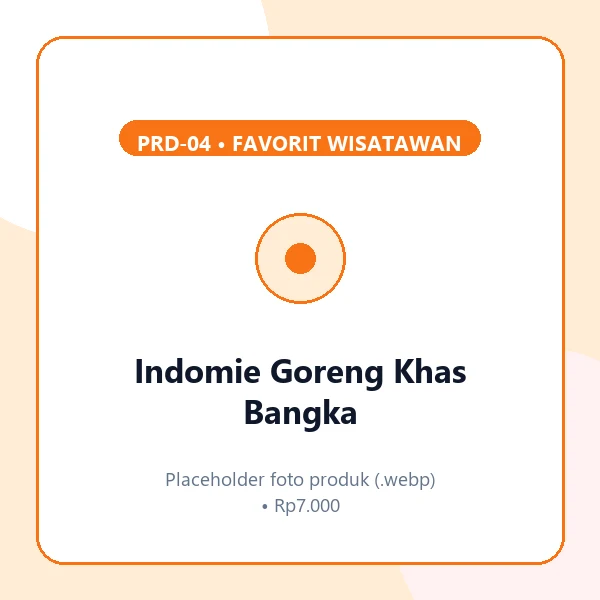 PRD-04 • FAVORIT WISATAWAN
Indomie Goreng Khas
Bangka
Placeholder foto produk (.webp)
• Rp7.000